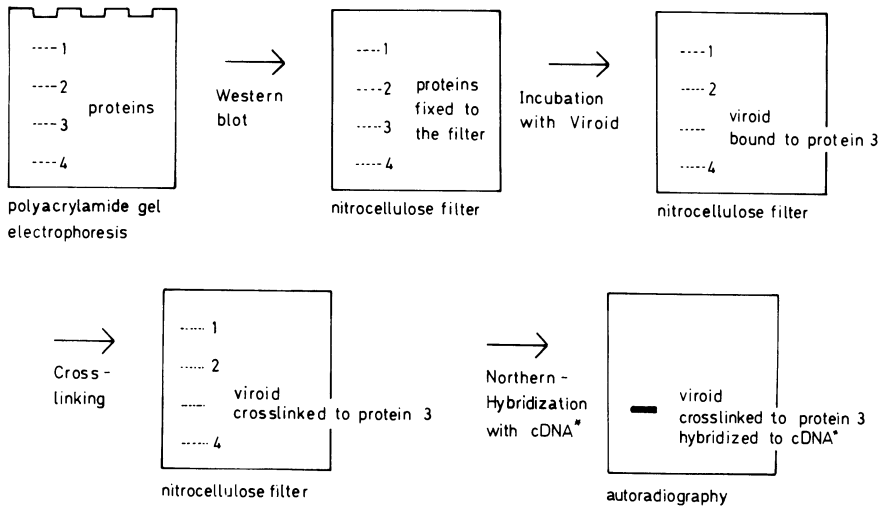 1
2
3
4
proteins
polyacrylamide gel
electrophoresis
Western
blot
1
2
3
4
proteins
fixed to
the filter
nitrocellulose filter
Incubation
with Viroid
1
2
4
viroid
bound to protein 3
nitrocellulose filter
Cross-
linking
1
2
4
viroid
crosslinked to protein 3
nitrocellulose filter
Northern-
Hybridization
with cDNA*
viroid
crosslinked to protein 3
hybridized to cDNA*
autoradiography